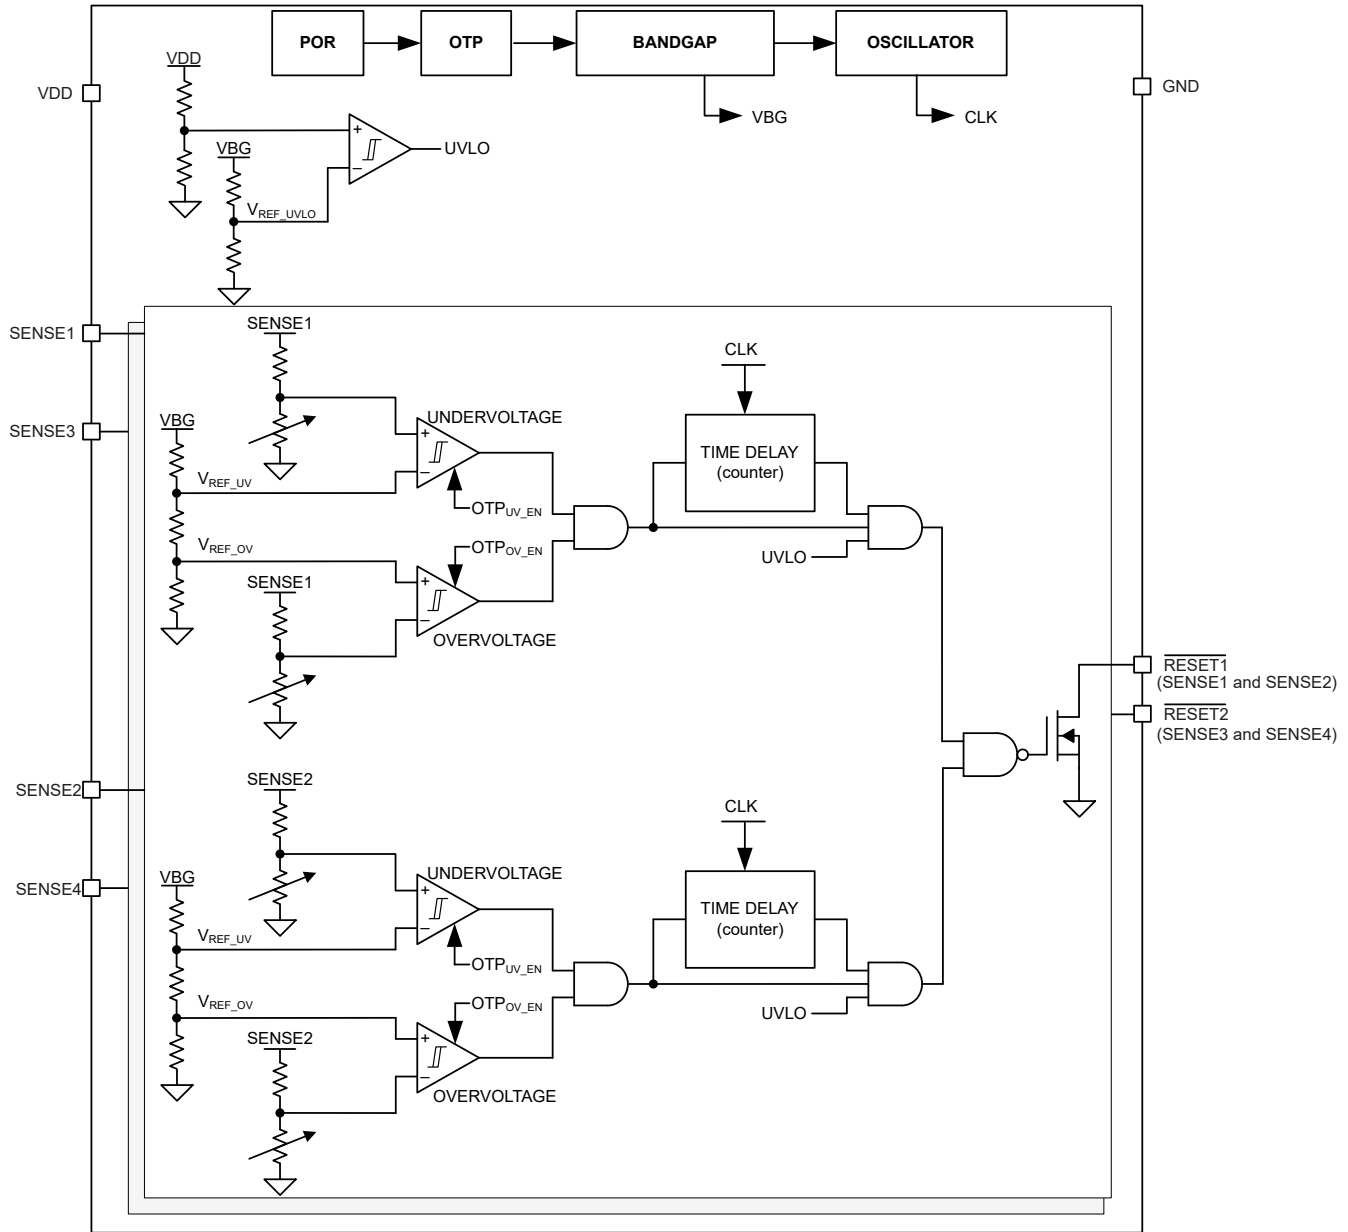 POR
OTP
BANDGAP
OSCILLATOR
VDD
VDD
GND
VBG
CLK
+
−
UVLO
VBG
VREF_UVLO
SENSE1
SENSE1
CLK
SENSE3
VBG
UNDERVOLTAGE
+
−
TIME DELAY
(counter)
VREF_UV
OTPUV_EN
VREF_OV
OTPOV_EN
UVLO
SENSE1
+
−
OVERVOLTAGE
RESET1
(SENSE1 and SENSE2)
RESET2
(SENSE3 and SENSE4)
SENSE2
SENSE2
CLK
SENSE4
VBG
UNDERVOLTAGE
+
−
TIME DELAY
(counter)
VREF_UV
OTPUV_EN
VREF_OV
OTPOV_EN
UVLO
SENSE2
+
−
OVERVOLTAGE